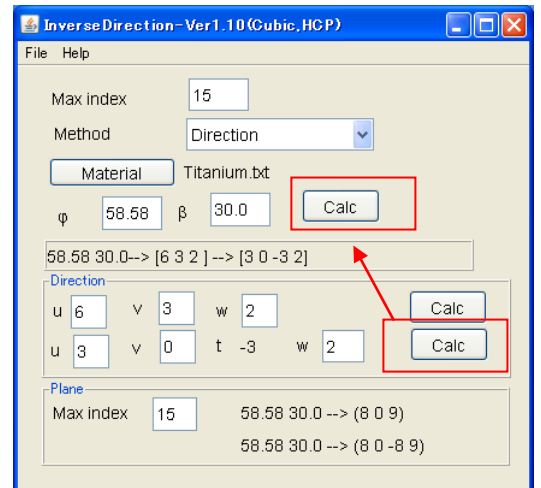 InverseDirection-Ver1.10(Cubic,HCP)
File Help
Max index 15
Method Direction
Material Titanium.txt
φ 58.58 β 30.0 Calc
58.58 30.0--> [6 3 2 ] --> [3 0 -3 2]
Direction
u 6 v 3 w 2 Calc
u 3 v 0 t -3 w 2 Calc
Plane
Max index 15 58.58 30.0 --> (8 0 9)
58.58 30.0 --> (8 0 -8 9)